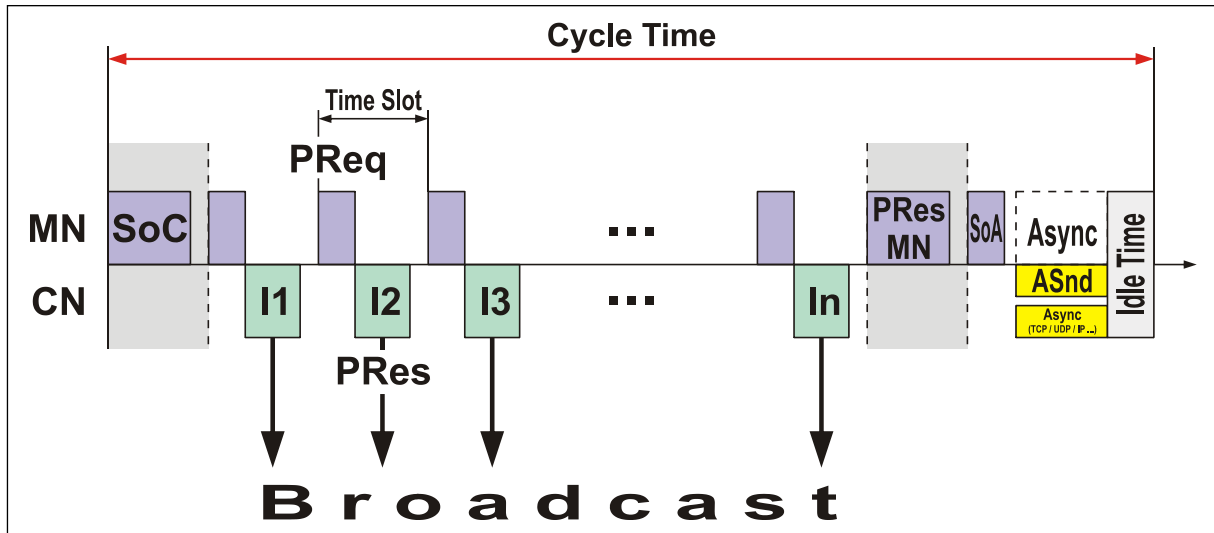 Cycle Time
Time Slot
PReq
MN
SoC
...
PRes
MN
SoA
Async
Idle Time
CN
I1
I2
I3
...
In
ASnd
Async
(TCP / UDP / IP ...)
PRes
Broadcast